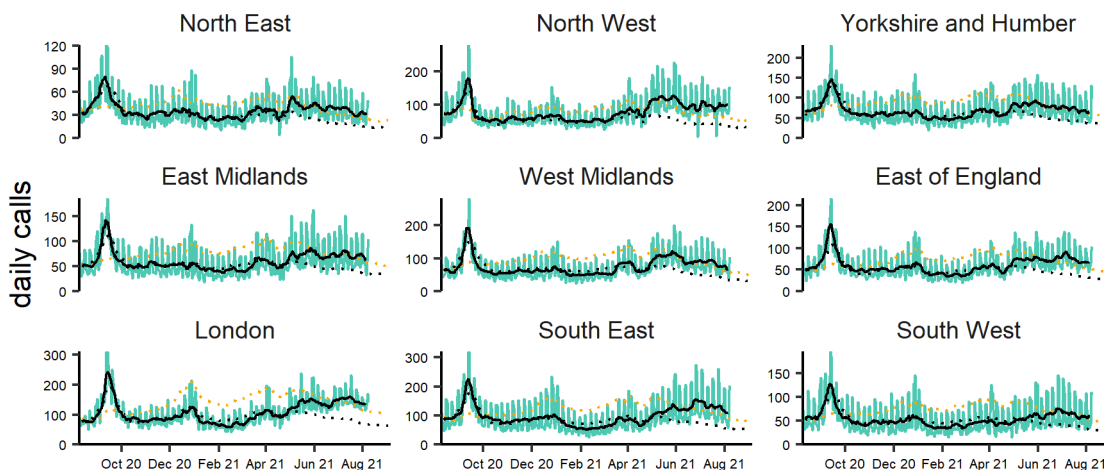 North East
North West
Yorkshire and Humber
120
90
60
30
0
200
100
0
200
150
100
50
0
daily calls
East Midlands
West Midlands
East of England
150
100
50
0
200
100
0
200
150
100
50
0
London
South East
South West
300
200
100
0
300
200
100
0
150
100
50
0
Oct 20 Dec 20 Feb 21 Apr 21 Jun 21 Aug 21
Oct 20 Dec 20 Feb 21 Apr 21 Jun 21 Aug 21
Oct 20 Dec 20 Feb 21 Apr 21 Jun 21 Aug 21